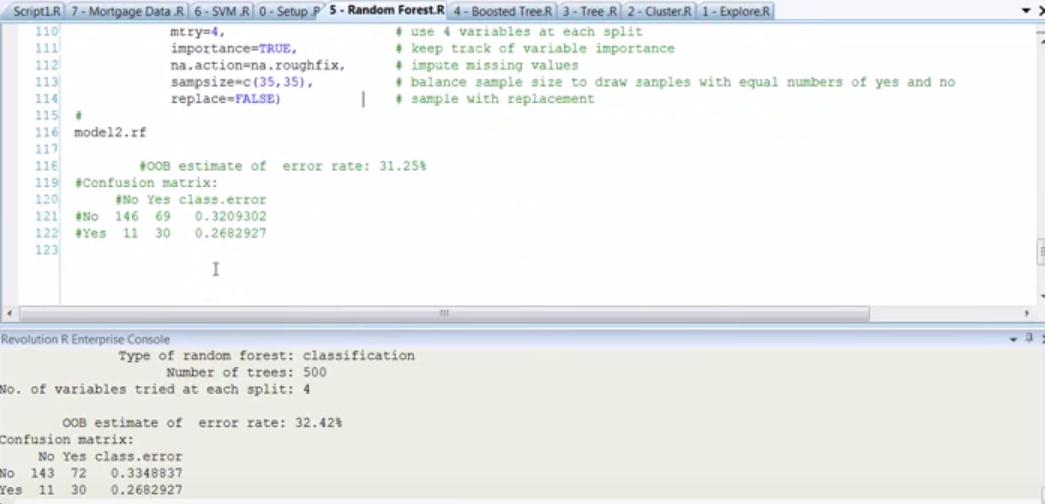 Script1.R 7 - Mortgage Data .R 6 - SVM .R 0 - Setup .R 5 - Random Forest.R 4 - Boosted Tree.R 3 - Tree .R 2 - Cluster.R 1 - Explore.R
110 mtry=4, # use 4 variables at each split
111 importance=TRUE, # keep track of variable importance
112 na.action=na.roughfix, # impute missing values
113 sampsize=c(35,35), # balance sample size to draw sanples with equal numbers of yes and no
114 replace=FALSE) # sample with replacement
115 #
116 model2.rf
117
118 #OOB estimate of error rate: 31.25%
119 #Confusion matrix:
120 #No Yes class.error
121 #No 146 69 0.3209302
122 #Yes 11 30 0.2682927
123
Revolution R Enterprise Console
Type of random forest: classification
Number of trees: 500
No. of variables tried at each split: 4
OOB estimate of error rate: 32.42%
Confusion matrix:
No Yes class.error
No 143 72 0.3348837
Yes 11 30 0.2682927